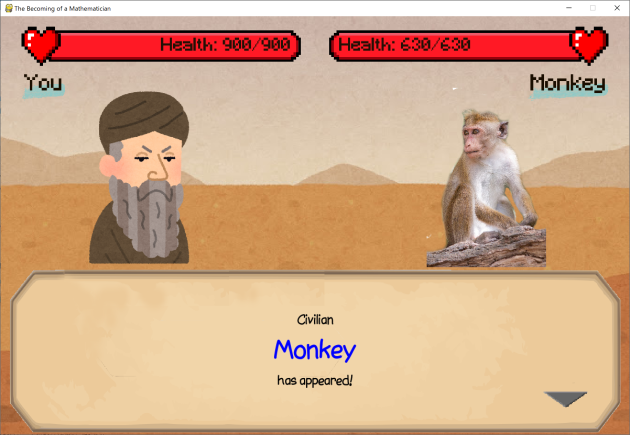 The Becoming of a Mathematician
Health: 900/900
Health: 630/630
You
Monkey
Civilian
Monkey
has appeared!